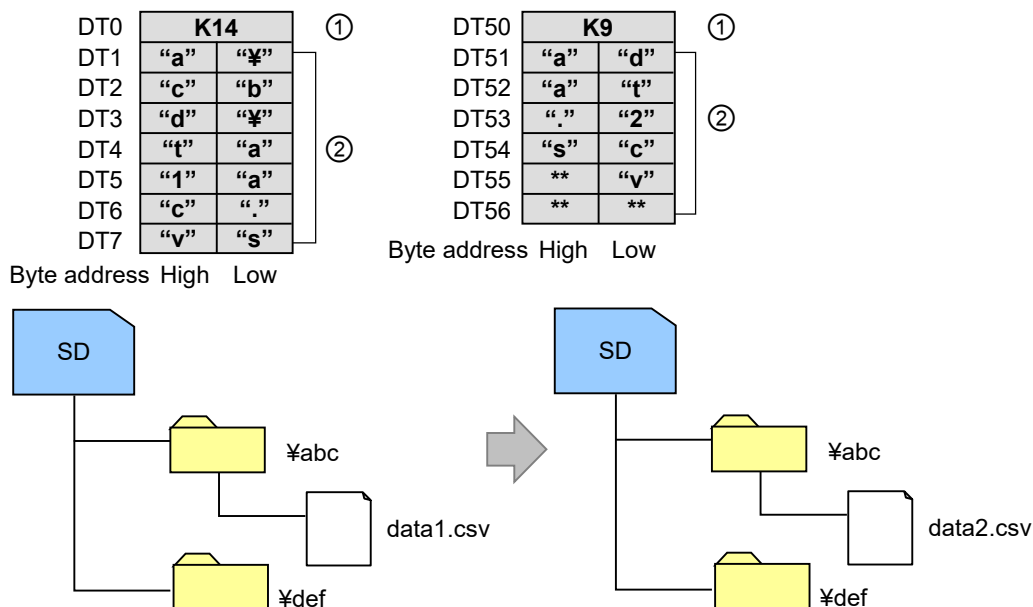 DT0 K14 ①
DT1 “a” “¥”
DT2 “c” “b”
DT3 “d” “¥”
DT4 “t” “a” ②
DT5 “1” “a”
DT6 “c” “.”
DT7 “v” “s”
Byte address High Low
DT50 K9 ①
DT51 “a” “d”
DT52 “a” “t”
DT53 “.” “2” ②
DT54 “s” “c”
DT55 ** “v”
DT56 ** **
Byte address High Low
SD
¥abc
data1.csv
¥def
SD
¥abc
data2.csv
¥def